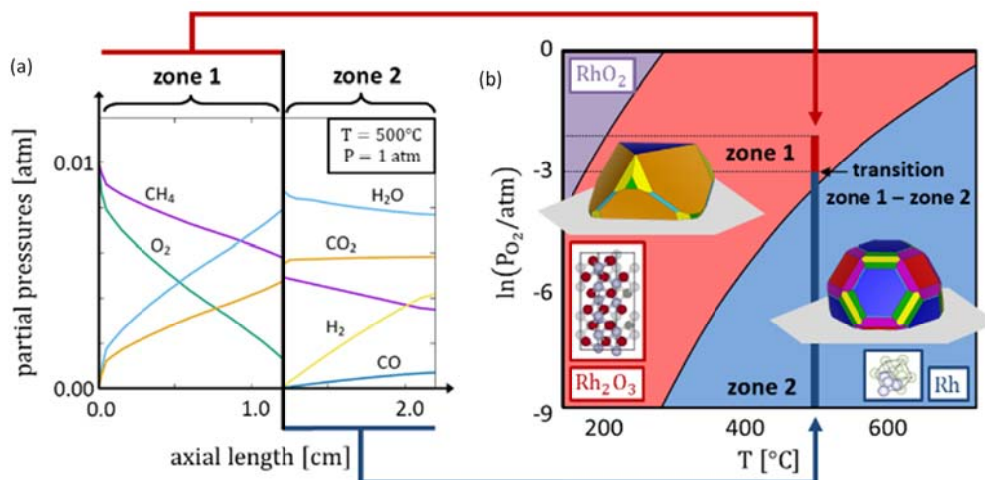 (a)
zone 1
zone 2
T = 500°C
P = 1 atm
partial pressures [atm]
0.01
0.00
CH₄
O₂
H₂O
CO₂
H₂
CO
0.0
1.0
2.0
axial length [cm]
(b)
0
-3
-6
-9
ln(P_O₂/atm)
RhO₂
zone 1
transition
zone 1 – zone 2
Rh₂O₃
zone 2
Rh
200
400
600
T [°C]